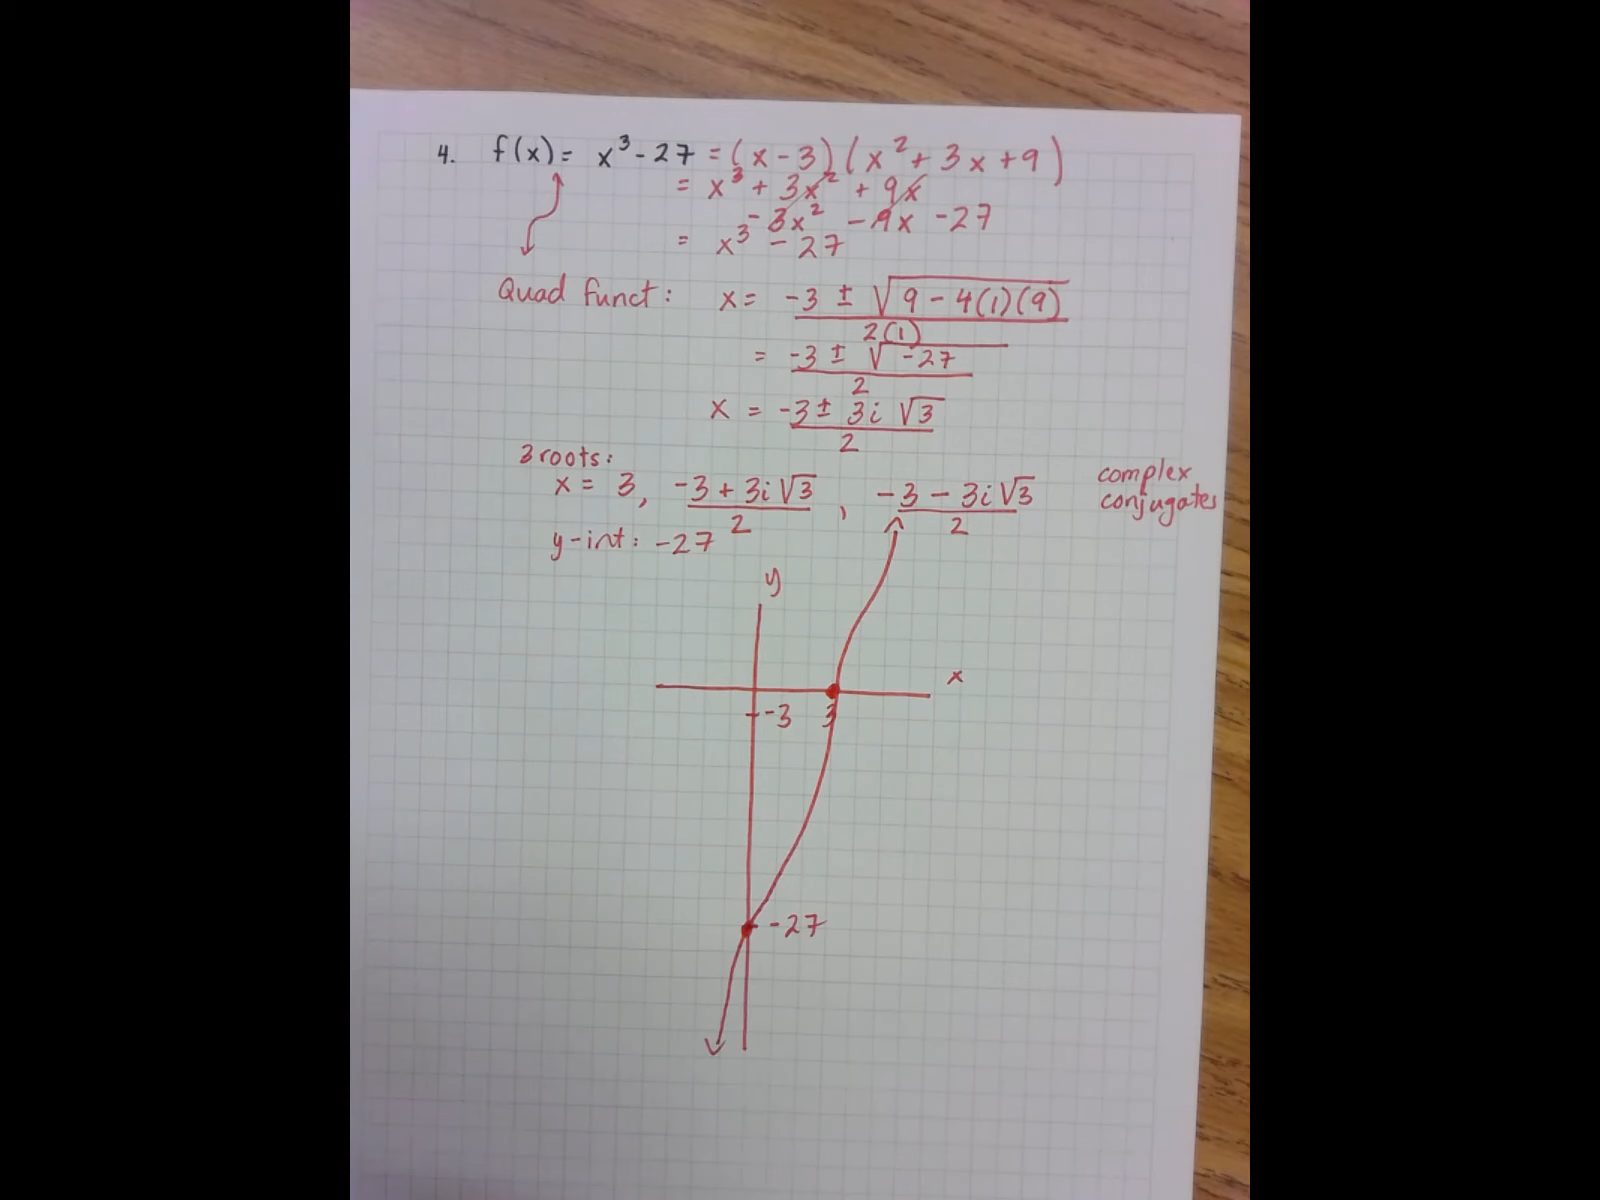 4. f(x) = x³ - 27 = (x - 3)(x² + 3x + 9)
= x³ + 3x² + 9x
- 3x² - 9x - 27
= x³ - 27
Quad funct: x = -3 ± √9 - 4(1)(9)
2(1)
= -3 ± √-27
2
x = -3 ± 3i √3
2
3 roots:
x = 3, -3 + 3i√3 , -3 - 3i√3
2 2
complex
conjugates
y-int: -27
y
x
-3 3
-27